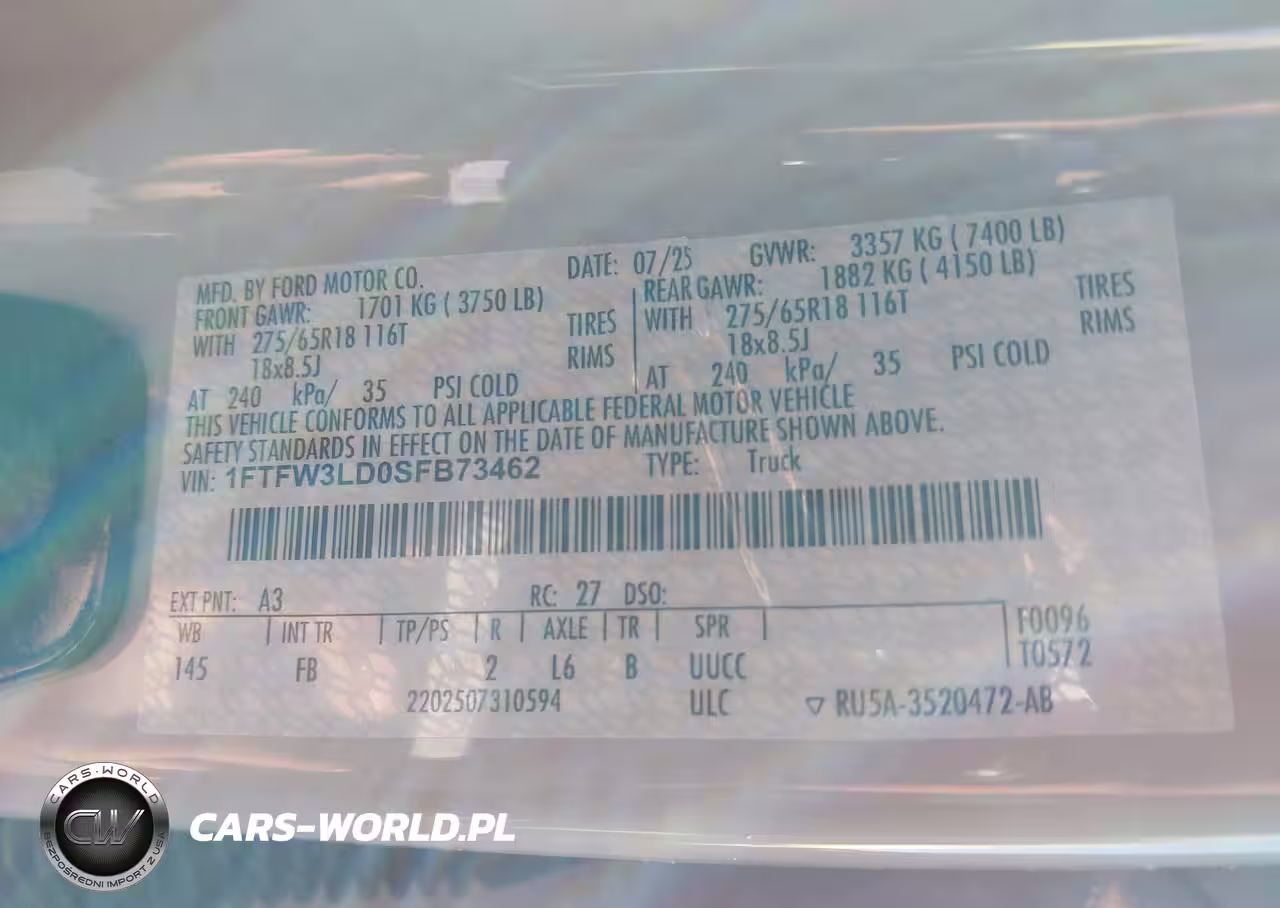 MFD. BY FORD MOTOR CO. DATE: 07/25 GVWR: 3357 KG ( 7400 LB)
FRONT GAWR: 1701 KG ( 3750 LB) REAR GAWR: 1882 KG ( 4150 LB)
WITH 275/65R18 116T TIRES WITH 275/65R18 116T TIRES
18x8.5J RIMS 18x8.5J RIMS
AT 240 kPa/ 35 PSI COLD AT 240 kPa/ 35 PSI COLD
THIS VEHICLE CONFORMS TO ALL APPLICABLE FEDERAL MOTOR VEHICLE
SAFETY STANDARDS IN EFFECT ON THE DATE OF MANUFACTURE SHOWN ABOVE.
VIN: 1FTFW3LD0SFB73462 TYPE: Truck
EXT PNT: A3 RC: 27 DSO:
WB INT TR TP/PS R AXLE TR SPR F0096
145 FB 2 L6 B UUCC T0572
2202507310594 ULC ▽ RU5A-3520472-AB
CARS-WORLD
CW
BEZPOŚREDNI IMPORT Z USA
CARS-WORLD.PL